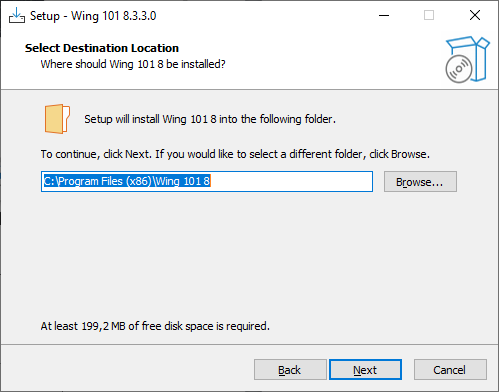 Setup - Wing 101 8.3.3.0
Select Destination Location
Where should Wing 101 8 be installed?
Setup will install Wing 101 8 into the following folder.
To continue, click Next. If you would like to select a different folder, click Browse.
C:\Program Files (x86)\Wing 101 8
Browse...
At least 199,2 MB of free disk space is required.
Back
Next
Cancel